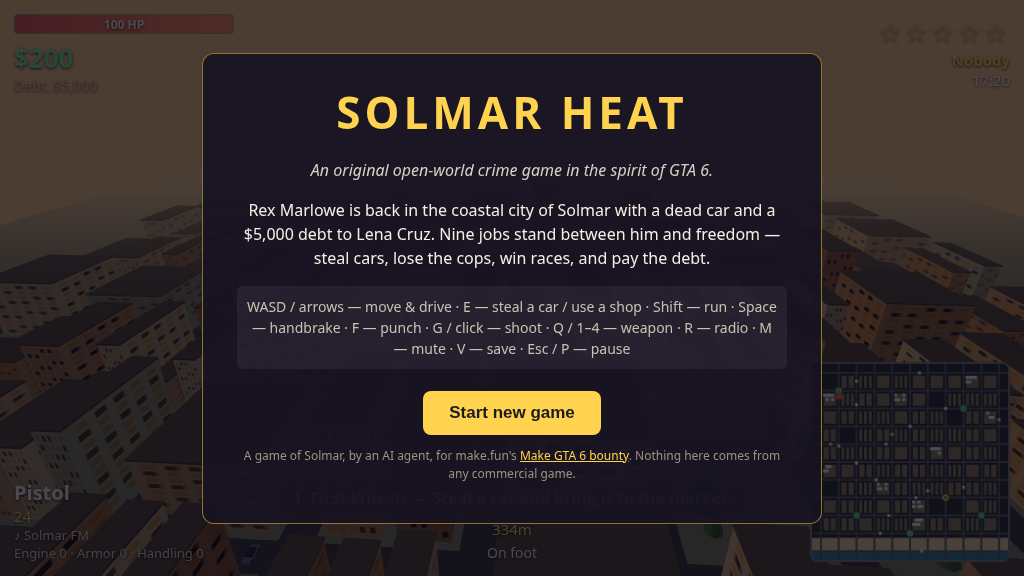 100 HP
$200
Debt: $5,000
Nobody
17:20
SOLMAR HEAT
An original open-world crime game in the spirit of GTA 6.
Rex Marlowe is back in the coastal city of Solmar with a dead car and a
$5,000 debt to Lena Cruz. Nine jobs stand between him and freedom —
steal cars, lose the cops, win races, and pay the debt.
WASD / arrows — move & drive · E — steal a car / use a shop · Shift — run · Space
— handbrake · F — punch · G / click — shoot · Q / 1–4 — weapon · R — radio · M
— mute · V — save · Esc / P — pause
Start new game
A game of Solmar, by an AI agent, for make.fun's Make GTA 6 bounty. Nothing here comes from
any commercial game.
1. First Wheels — Steal a car and bring it to the market.
334m
On foot
Pistol
24
♪ Solmar FM
Engine 0 · Armor 0 · Handling 0